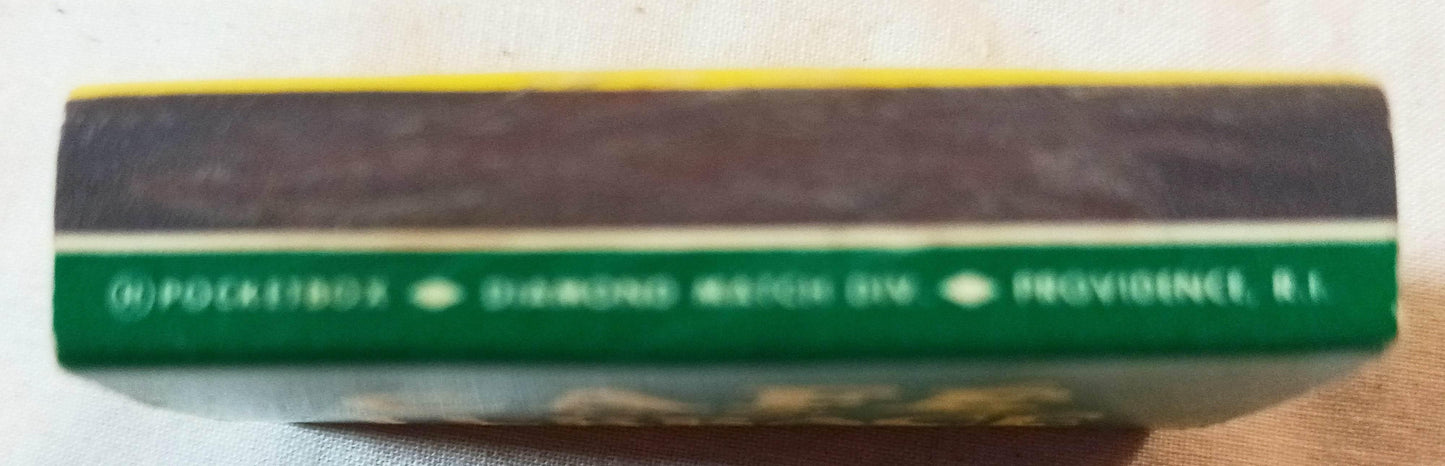 ® POCKETBOX ◆ DIAMOND MATCH DIV. ◆ PROVIDENCE, R.I.